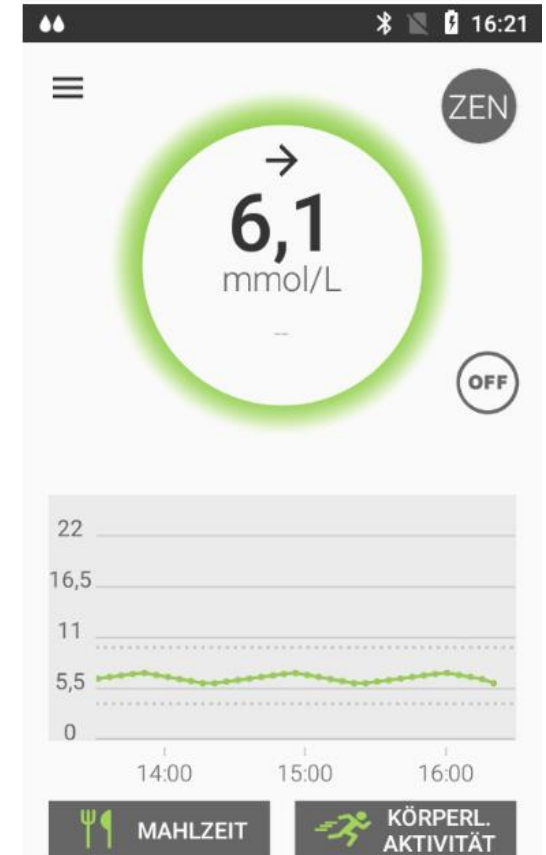 16:21
ZEN
6,1
mmol/L
--
OFF
22
16,5
11
5,5
0
14:00 15:00 16:00
MAHLZEIT
KÖRPERL.
AKTIVITÄT